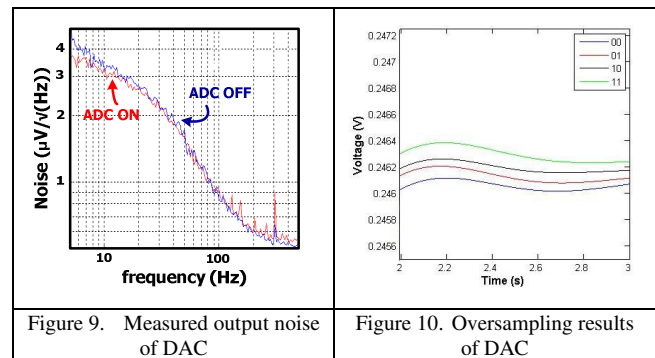 4
3
2
1
Noise (µV/√(Hz))
ADC ON
ADC OFF
10
100
frequency (Hz)
Figure 9. Measured output noise
of DAC
0.2472
0.247
0.2468
0.2466
0.2464
0.2462
0.246
0.2458
0.2456
Voltage (V)
00
01
10
11
2
2.2
2.4
2.6
2.8
3
Time (s)
Figure 10. Oversampling results
of DAC